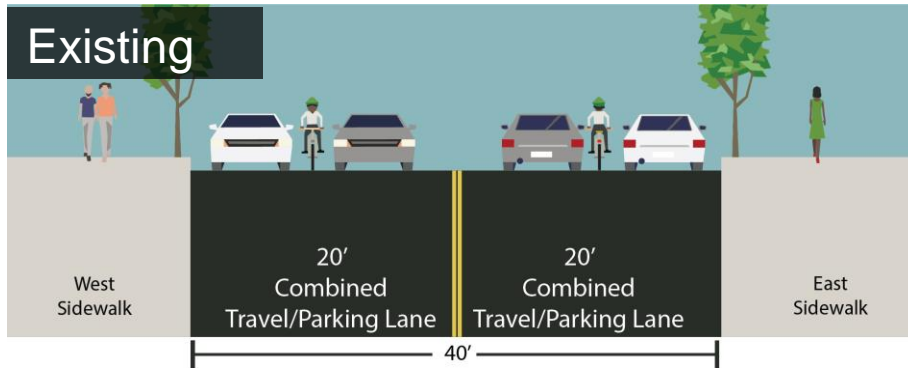 Existing
20'
Combined
Travel/Parking Lane
20'
Combined
Travel/Parking Lane
West
Sidewalk
East
Sidewalk
40'